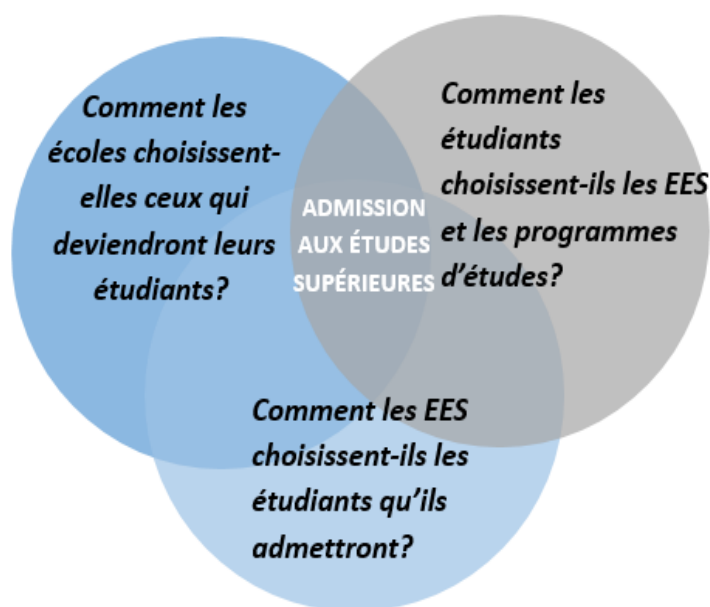 Comment les
écoles choisissent-
elles ceux qui
deviendront leurs
étudiants?
Comment les
étudiants
choisissent-ils les EES
et les programmes
d'études?
ADMISSION
AUX ÉTUDES
SUPÉRIEURES
Comment les EES
choisissent-ils les
étudiants qu'ils
admettront?